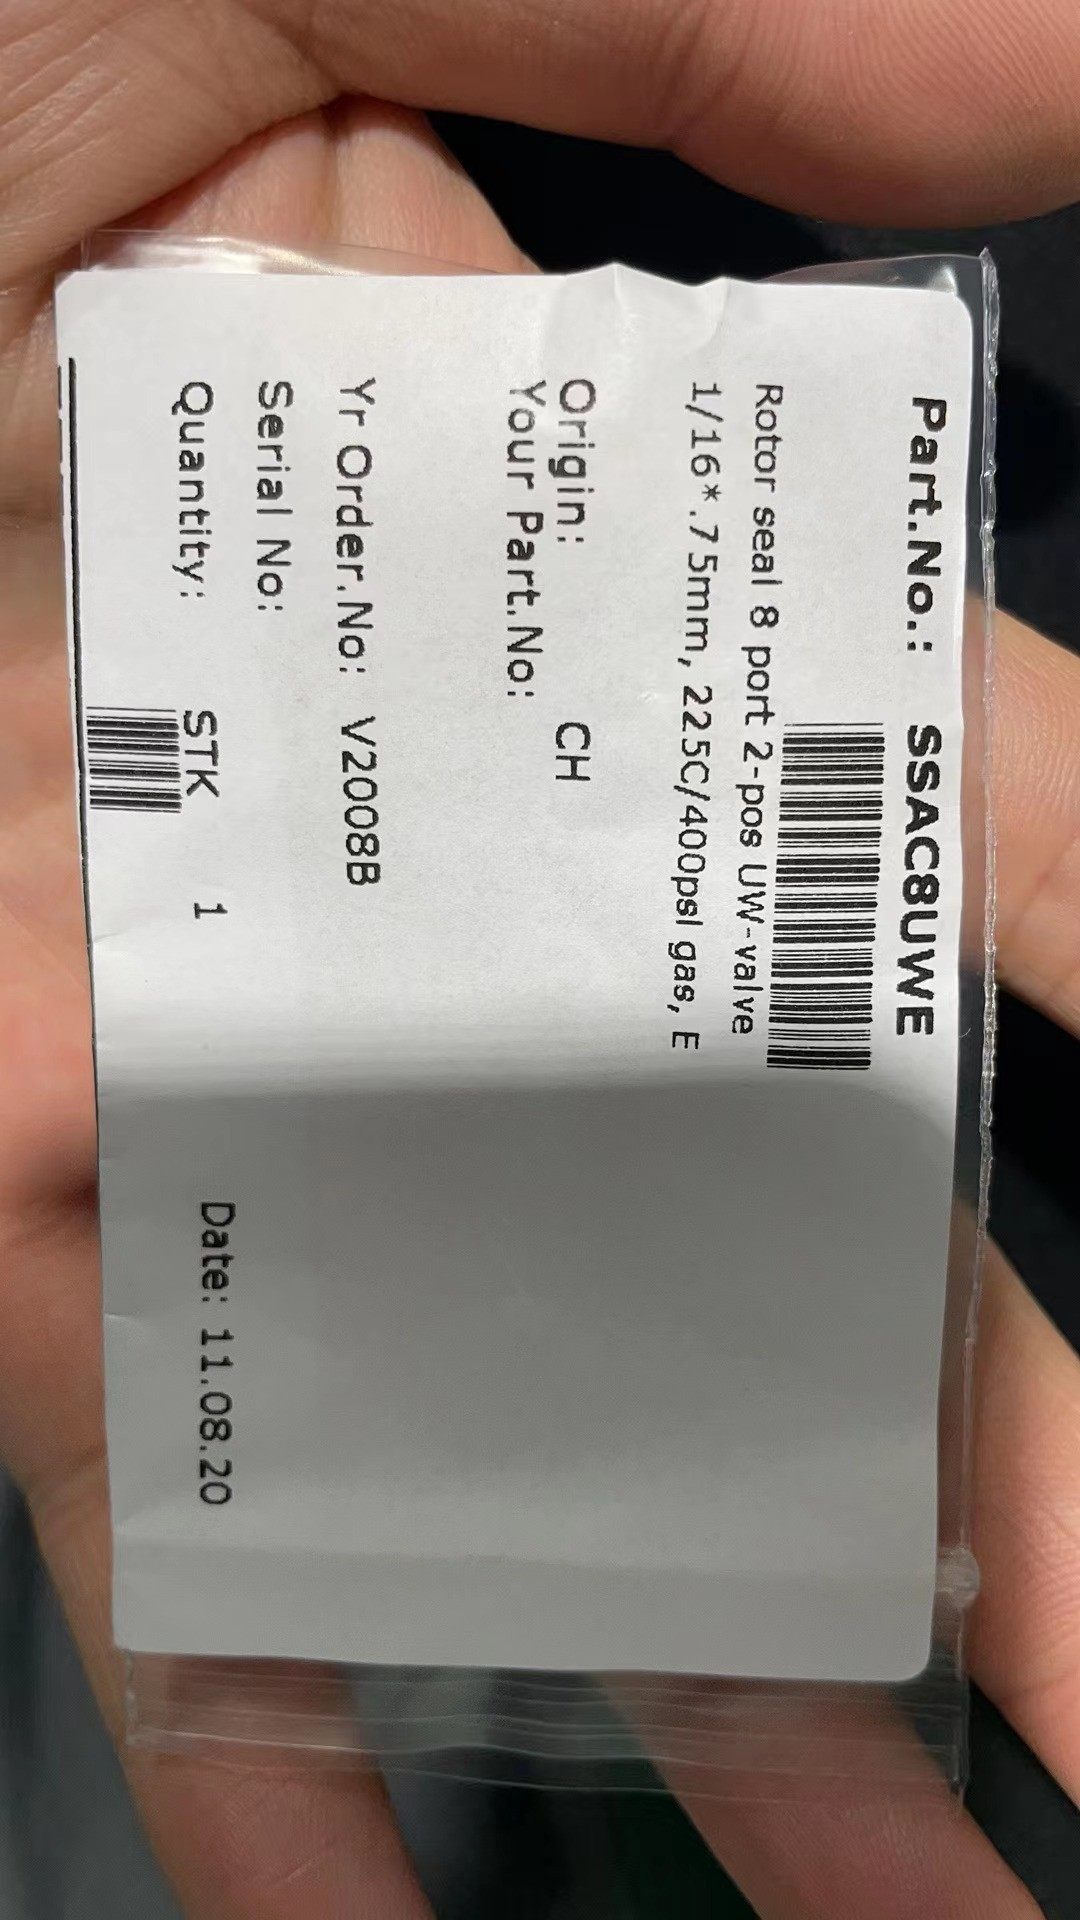 Part.No.: SSAC8UWE
Rotor seal 8 port 2-pos UW-valve
1/16*.75mm, 225C/400psi gas, E
Origin: CH
Your Part.No:
Yr Order.No: V2008B
Serial No:
Quantity: STK 1
Date: 11.08.20